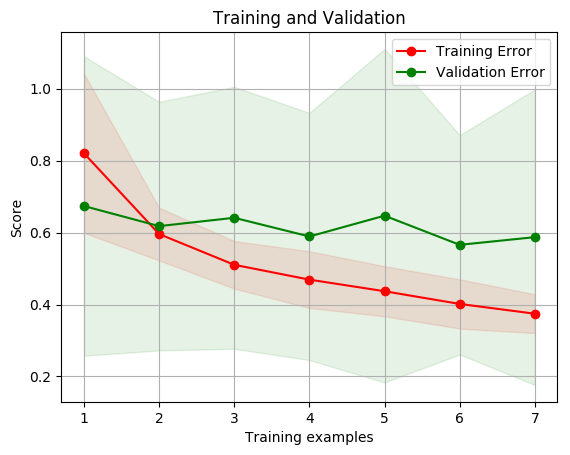 Training and Validation
Training Error
Validation Error
Score
1.0
0.8
0.6
0.4
0.2
1 2 3 4 5 6 7
Training examples